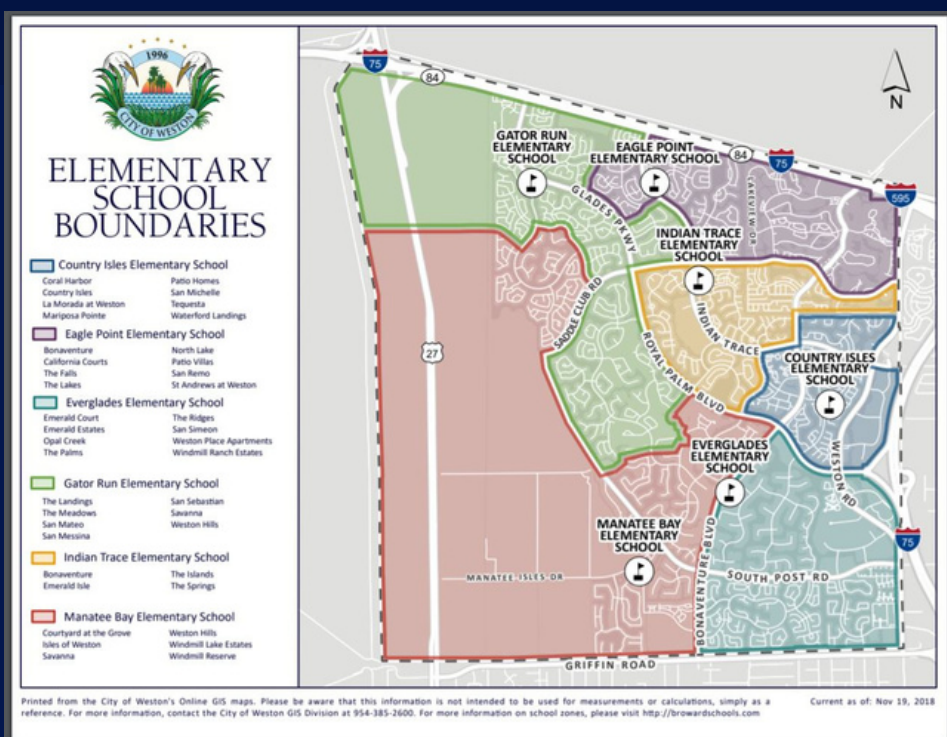 1996
CITY OF WESTON
ELEMENTARY
SCHOOL
BOUNDARIES
Country Isles Elementary School
Coral Harbor Patio Homes
Country Isles San Michelle
La Morada at Weston Tequesta
Mariposa Pointe Waterford Landings
Eagle Point Elementary School
Bonaventure North Lake
California Courts Patio Villas
The Falls San Remo
The Lakes St Andrews at Weston
Everglades Elementary School
Emerald Court The Ridges
Emerald Estates San Simeon
Opal Creek Weston Place Apartments
The Palms Windmill Ranch Estates
Gator Run Elementary School
The Landings San Sebastian
The Meadows Savanna
San Mateo Weston Hills
San Messina
Indian Trace Elementary School
Bonaventure The Islands
Emerald Isle The Springs
Manatee Bay Elementary School
Courtyard at the Grove Weston Hills
Isles of Weston Windmill Lake Estates
Savanna Windmill Reserve
75
84
N
GATOR RUN
ELEMENTARY
SCHOOL
EAGLE POINT
ELEMENTARY SCHOOL
84
75
595
GLADES PKWY
LAKEVIEW DR
INDIAN TRACE
ELEMENTARY
SCHOOL
SADDLE CLUB RD
INDIAN TRACE
27
ROYAL PALM BLVD
COUNTRY ISLES
ELEMENTARY
SCHOOL
EVERGLADES
ELEMENTARY
SCHOOL
WESTON RD
MANATEE BAY
ELEMENTARY
SCHOOL
75
BONAVENTURE BLVD
MANATEE ISLES DR
SOUTH POST RD
GRIFFIN ROAD
Printed from the City of Weston's Online GIS maps. Please be aware that this information is not intended to be used for measurements or calculations, simply as a Current as of: Nov 19, 2018
reference. For more information, contact the City of Weston GIS Division at 954-385-2600. For more information on school zones, please visit http://browardschools.com